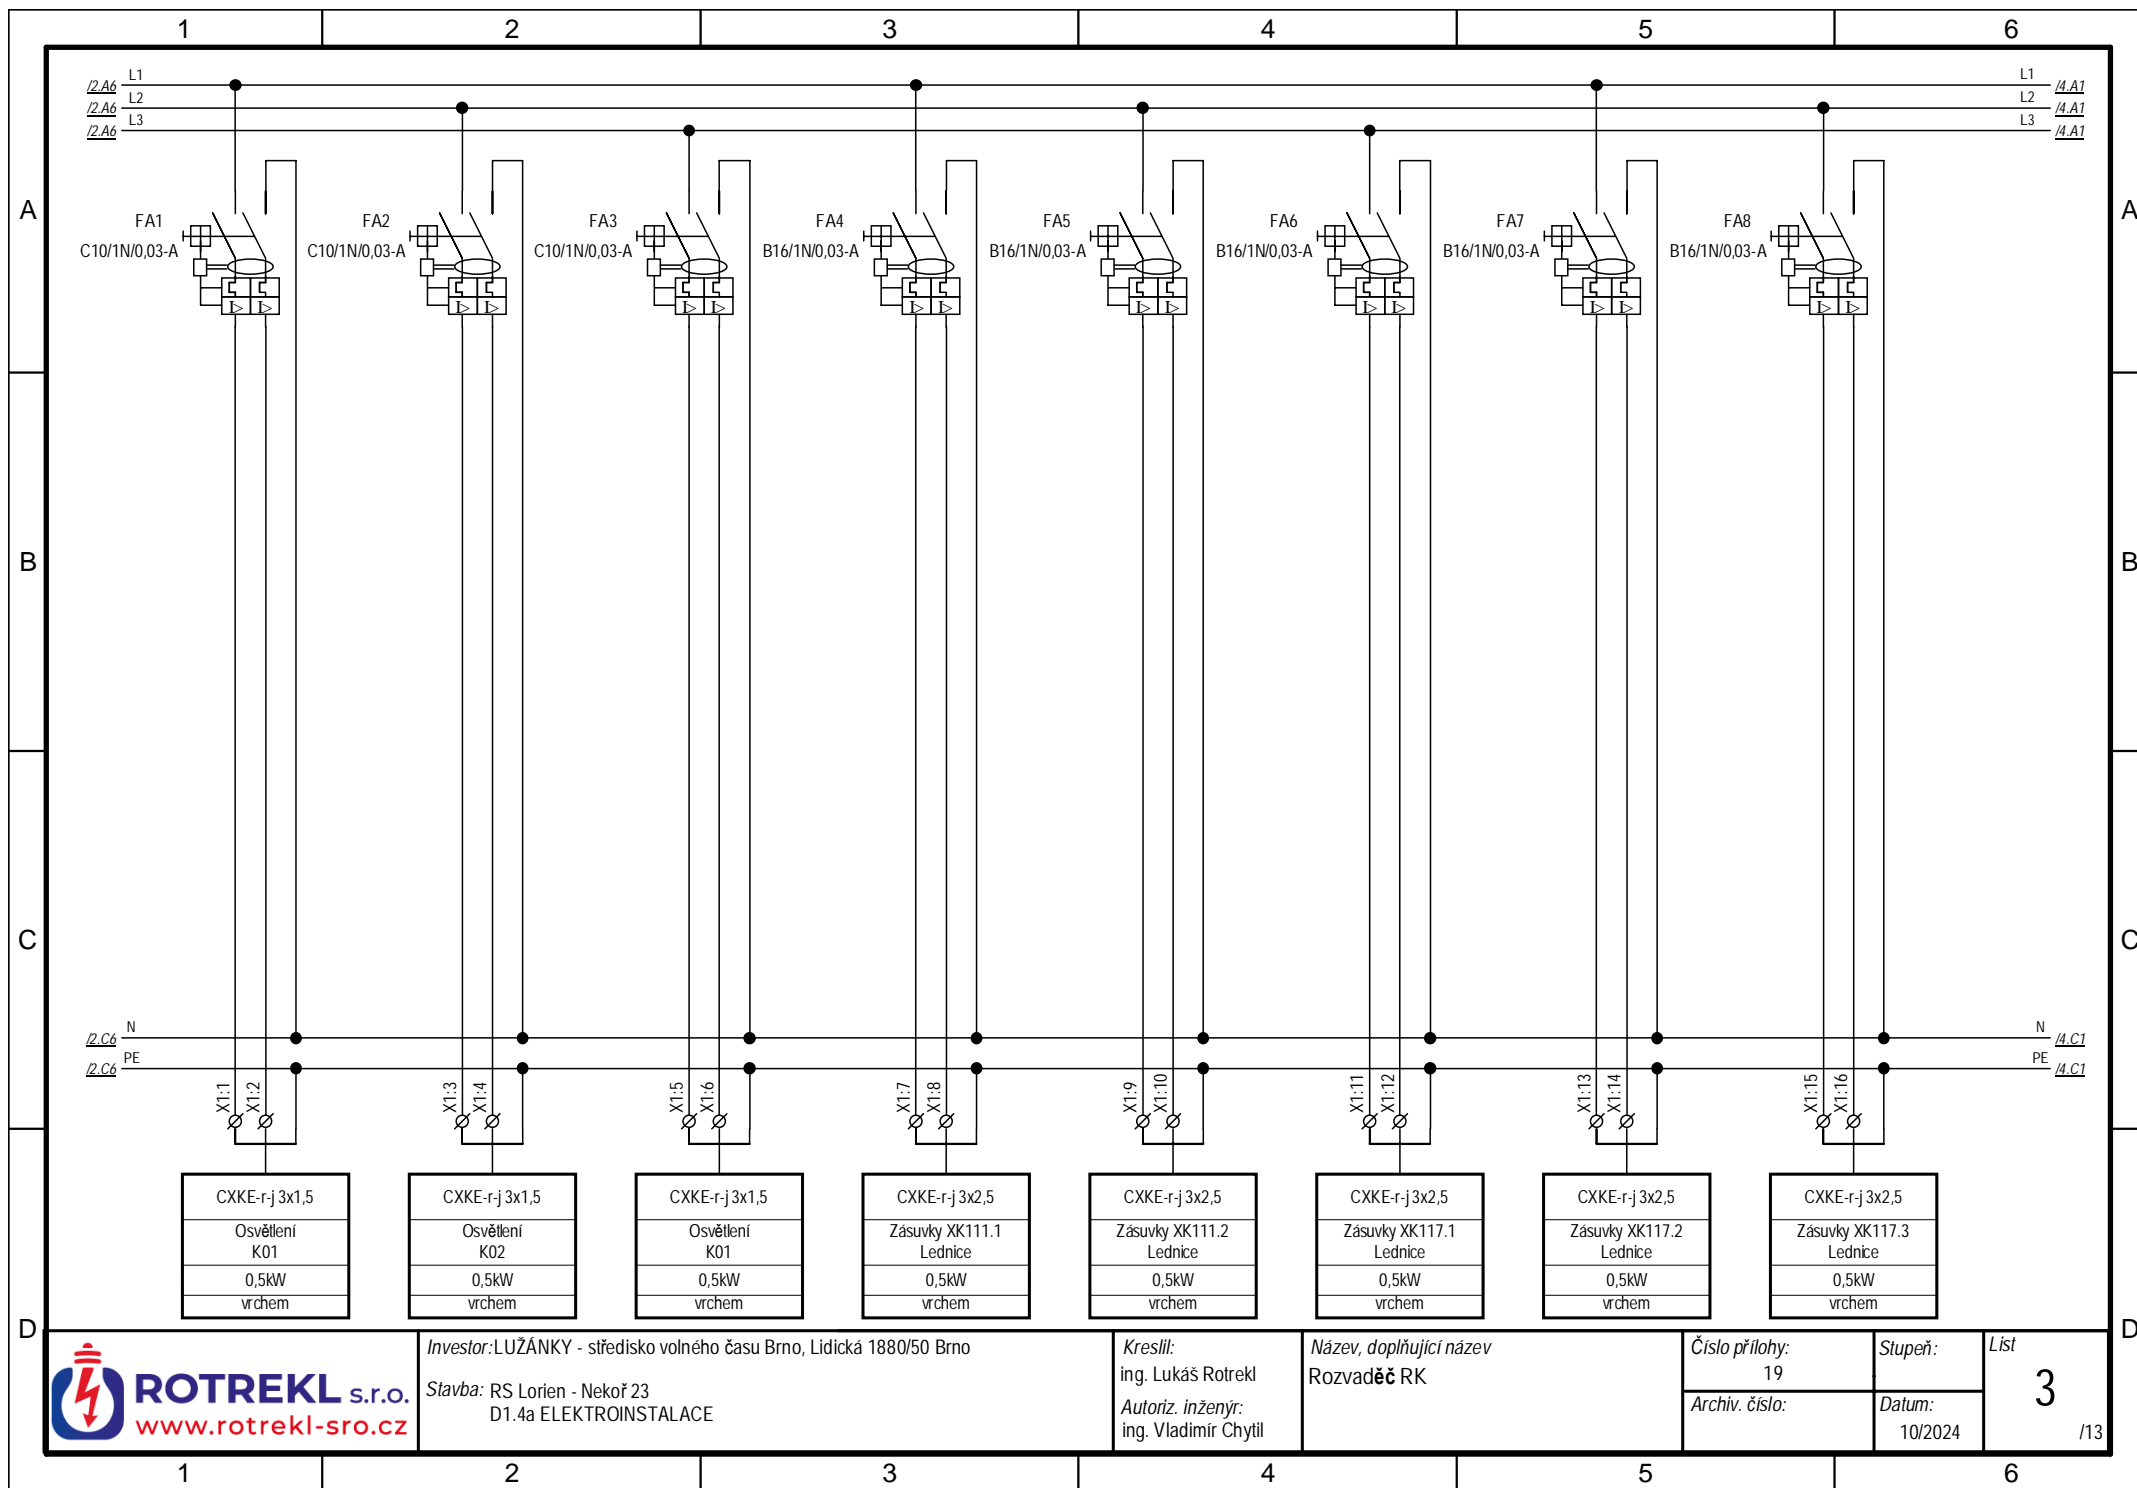 1 2 3 4 5 6
/2.A6 L1 L1 /4.A1
/2.A6 L2 L2 /4.A1
/2.A6 L3 L3 /4.A1
A A
FA1 FA2 FA3 FA4 FA5 FA6 FA7 FA8
C10/1N/0,03-A C10/1N/0,03-A C10/1N/0,03-A B16/1N/0,03-A B16/1N/0,03-A B16/1N/0,03-A B16/1N/0,03-A B16/1N/0,03-A
I> I> I> I> I> I> I> I> I> I> I> I> I> I> I> I>
B B
C C
/2.C6 N N /4.C1
/2.C6 PE PE /4.C1
X1:1 X1:2 X1:3 X1:4 X1:5 X1:6 X1:7 X1:8 X1:9 X1:10 X1:11 X1:12 X1:13 X1:14 X1:15 X1:16
CXKE-r-j 3x1,5 CXKE-r-j 3x1,5 CXKE-r-j 3x1,5 CXKE-r-j 3x2,5 CXKE-r-j 3x2,5 CXKE-r-j 3x2,5 CXKE-r-j 3x2,5 CXKE-r-j 3x2,5
Osvětlení Osvětlení Osvětlení Zásuvky XK111.1 Zásuvky XK111.2 Zásuvky XK117.1 Zásuvky XK117.2 Zásuvky XK117.3
K01 K02 K01 Lednice Lednice Lednice Lednice Lednice
0,5kW 0,5kW 0,5kW 0,5kW 0,5kW 0,5kW 0,5kW 0,5kW
vrchem vrchem vrchem vrchem vrchem vrchem vrchem vrchem
D D
ROTREKL s.r.o.
www.rotrekl-sro.cz
Investor: LUŽÁNKY - středisko volného času Brno, Lidická 1880/50 Brno
Stavba: RS Lorien - Nekoř 23
D1.4a ELEKTROINSTALACE
Kreslil:
ing. Lukáš Rotrekl
Autoriz. inženýr:
ing. Vladimír Chytil
Název, doplňující název
Rozvaděč RK
Číslo přílohy:
19
Archiv. číslo:
Stupeň:
Datum:
10/2024
List
3
/13
1 2 3 4 5 6